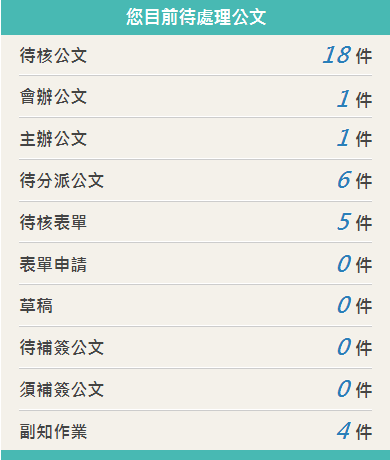 您目前待處理公文
待核公文 18 件
會辦公文 1 件
主辦公文 1 件
待分派公文 6 件
待核表單 5 件
表單申請 0 件
草稿 0 件
待補簽公文 0 件
須補簽公文 0 件
副知作業 4 件